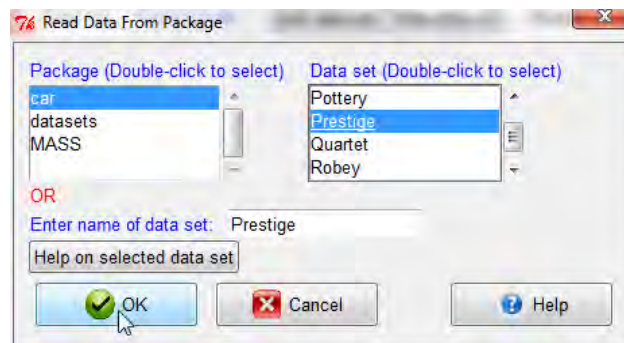 Read Data From Package
Package (Double-click to select)
Data set (Double-click to select)
car
datasets
MASS
Pottery
Prestige
Quartet
Robey
OR
Enter name of data set: Prestige
Help on selected data set
OK
Cancel
Help